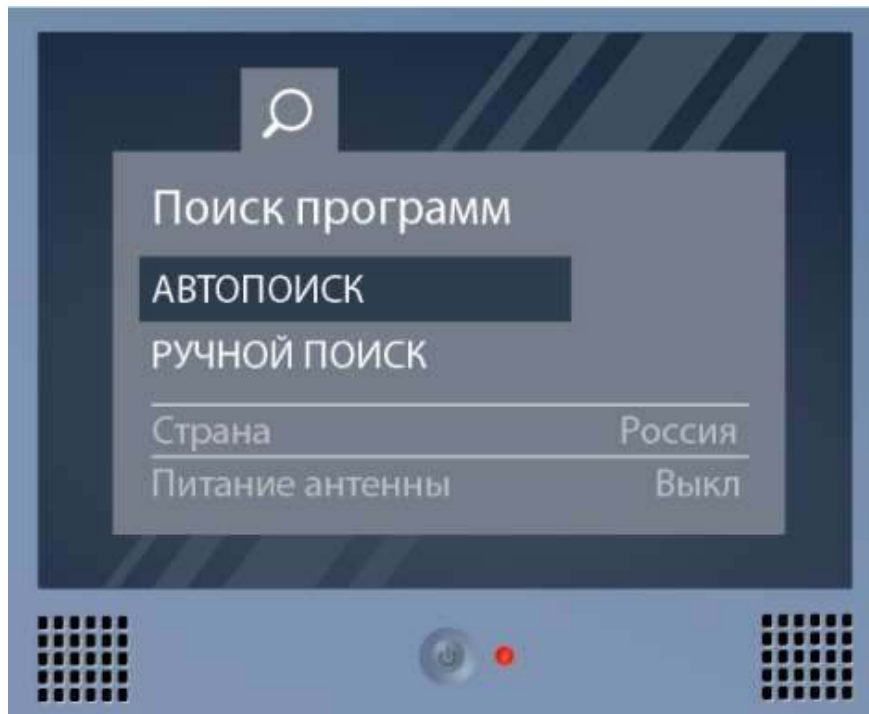 Поиск программ
АВТОПОИСК
РУЧНОЙ ПОИСК
Страна Россия
Питание антенны Выкл